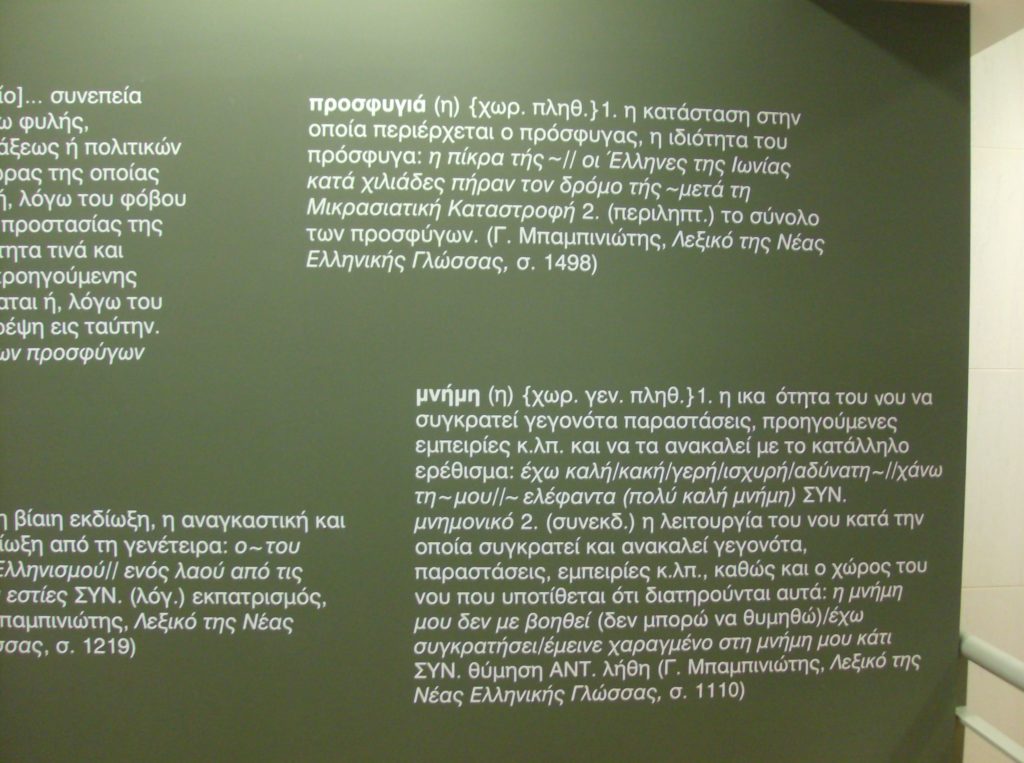 ίο]... συνεπεία
ω φυλής,
άξεως ή πολιτικών
ώρας της οποίας
ή, λόγω του φόβου
προστασίας της
τητα τινά και
προηγούμενης
αται ή, λόγω του
ρέψη εις ταύτην.
ων προσφύγων
προσφυγιά (η) {χωρ. πληθ.}1. η κατάσταση στην
οποία περιέρχεται ο πρόσφυγας, η ιδιότητα του
πρόσφυγα: η πίκρα τής ~// οι Έλληνες της Ιωνίας
κατά χιλιάδες πήραν τον δρόμο τής ~μετά τη
Μικρασιατική Καταστροφή 2. (περιληπτ.) το σύνολο
των προσφύγων. (Γ. Μπαμπινιώτης, Λεξικό της Νέας
Ελληνικής Γλώσσας, σ. 1498)
η βίαιη εκδίωξη, η αναγκαστική και
ίωξη από τη γενέτειρα: ο~του
Ελληνισμού// ενός λαού από τις
εστίες ΣΥΝ. (λόγ.) εκπατρισμός,
παμπινιώτης, Λεξικό της Νέας
σσας, σ. 1219)
μνήμη (η) {χωρ. γεν. πληθ.}1. η ικα ότητα του νου να
συγκρατεί γεγονότα παραστάσεις, προηγούμενες
εμπειρίες κ.λπ. και να τα ανακαλεί με το κατάλληλο
ερέθισμα: έχω καλή/κακή/γερή/ισχυρή/αδύνατη~//χάνω
τη~μου//~ ελέφαντα (πολύ καλή μνήμη) ΣΥΝ.
μνημονικό 2. (συνεκδ.) η λειτουργία του νου κατά την
οποία συγκρατεί και ανακαλεί γεγονότα,
παραστάσεις, εμπειρίες κ.λπ., καθώς και ο χώρος του
νου που υποτίθεται ότι διατηρούνται αυτά: η μνήμη
μου δεν με βοηθεί (δεν μπορώ να θυμηθώ)/έχω
συγκρατήσει/έμεινε χαραγμένο στη μνήμη μου κάτι
ΣΥΝ. θύμηση ΑΝΤ. λήθη (Γ. Μπαμπινιώτης, Λεξικό της
Νέας Ελληνικής Γλώσσας, σ. 1110)